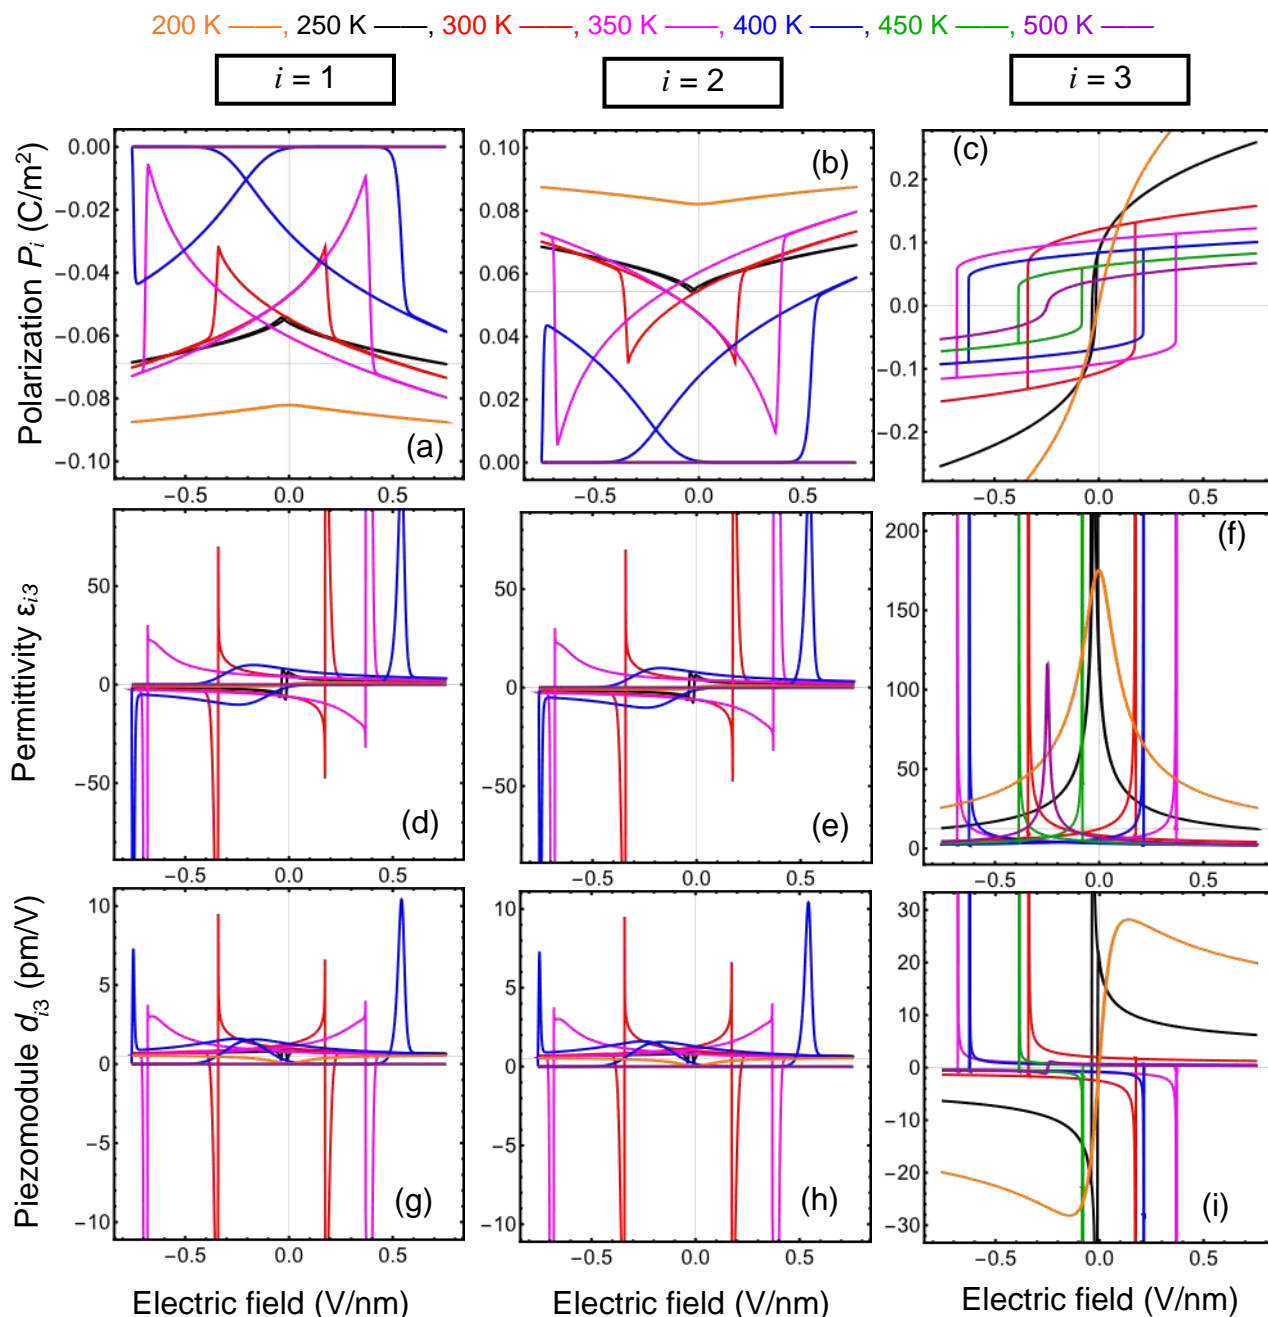 200 K ——, 250 K ——, 300 K ——, 350 K ——, 400 K ——, 450 K ——, 500 K ——
i = 1
i = 2
i = 3
Polarization Pᵢ (C/m²)
0.00
−0.02
−0.04
−0.06
−0.08
−0.10
−0.5 0.0 0.5
(a)
0.10
0.08
0.06
0.04
0.02
0.00
−0.5 0.0 0.5
(b)
0.2
0.1
0.0
−0.1
−0.2
−0.5 0.0 0.5
(c)
Permittivity εᵢ₃
50
0
−50
−0.5 0.0 0.5
(d)
50
0
−50
−0.5 0.0 0.5
(e)
200
150
100
50
0
−0.5 0.0 0.5
(f)
Piezomodule dᵢ₃ (pm/V)
10
5
0
−5
−10
−0.5 0.0 0.5
(g)
10
5
0
−5
−10
−0.5 0.0 0.5
(h)
30
20
10
0
−10
−20
−30
−0.5 0.0 0.5
(i)
Electric field (V/nm)
Electric field (V/nm)
Electric field (V/nm)